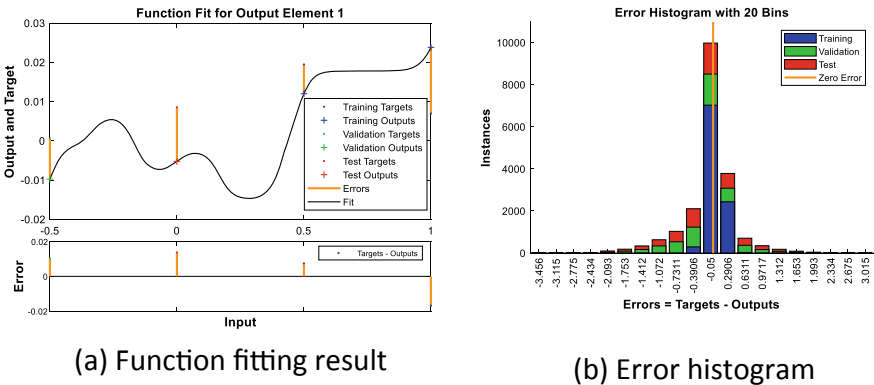 Function Fit for Output Element 1
Output and Target
0.03
0.02
0.01
0
-0.01
-0.02
-0.5
0
0.5
1
Training Targets
Training Outputs
Validation Targets
Validation Outputs
Test Targets
Test Outputs
Errors
Fit
Error
0.02
0
-0.02
Targets - Outputs
Input
(a) Function fitting result
Error Histogram with 20 Bins
Instances
10000
8000
6000
4000
2000
0
Training
Validation
Test
Zero Error
-3.456
-3.115
-2.775
-2.434
-2.093
-1.753
-1.412
-1.072
-0.7311
-0.3906
-0.05
0.2906
0.6311
0.9717
1.312
1.653
1.993
2.334
2.675
3.015
Errors = Targets - Outputs
(b) Error histogram